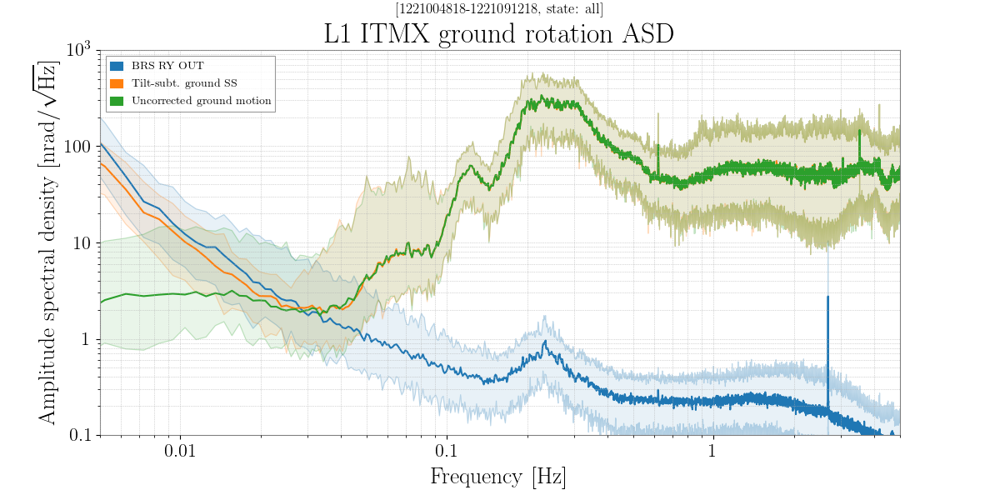 [1221004818-1221091218, state: all]
L1 ITMX ground rotation ASD
Amplitude spectral density [nrad/√Hz]
10³
100
10
1
0.1
BRS RY OUT
Tilt-subt. ground SS
Uncorrected ground motion
0.01
0.1
1
Frequency [Hz]